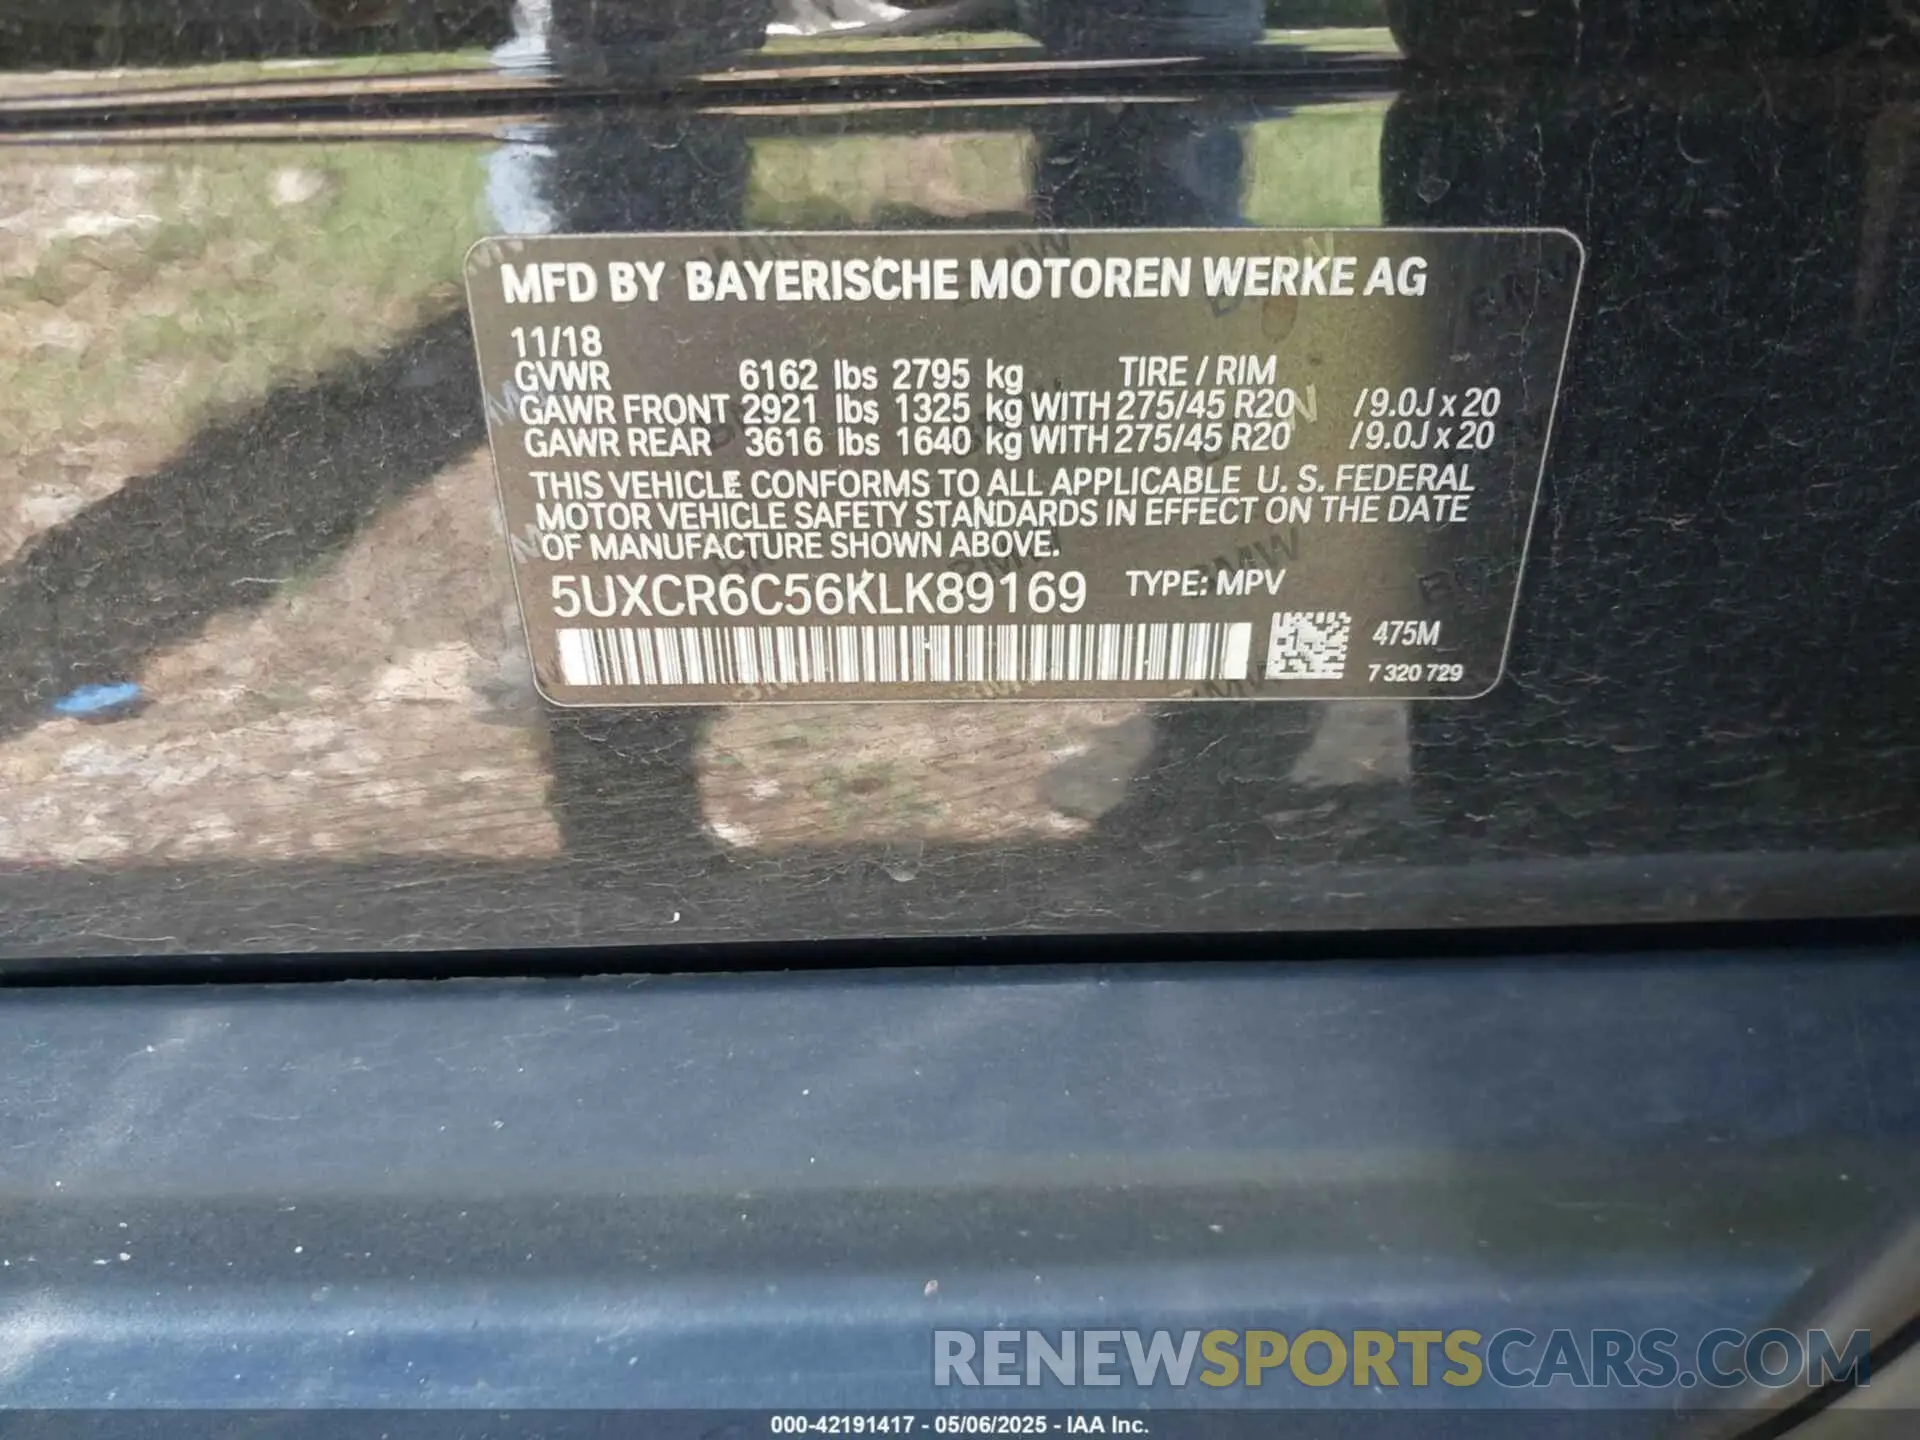 MFD BY BAYERISCHE MOTOREN WERKE AG
11/18
GVWR 6162 lbs 2795 kg TIRE / RIM
GAWR FRONT 2921 lbs 1325 kg WITH 275/45 R20 / 9.0J x 20
GAWR REAR 3616 lbs 1640 kg WITH 275/45 R20 / 9.0J x 20
THIS VEHICLE CONFORMS TO ALL APPLICABLE U. S. FEDERAL
MOTOR VEHICLE SAFETY STANDARDS IN EFFECT ON THE DATE
OF MANUFACTURE SHOWN ABOVE.
5UXCR6C56KLK89169 TYPE: MPV
475M
7 320 729
RENEWSPORTSCARS.COM
000-42191417 - 05/06/2025 - IAA Inc.